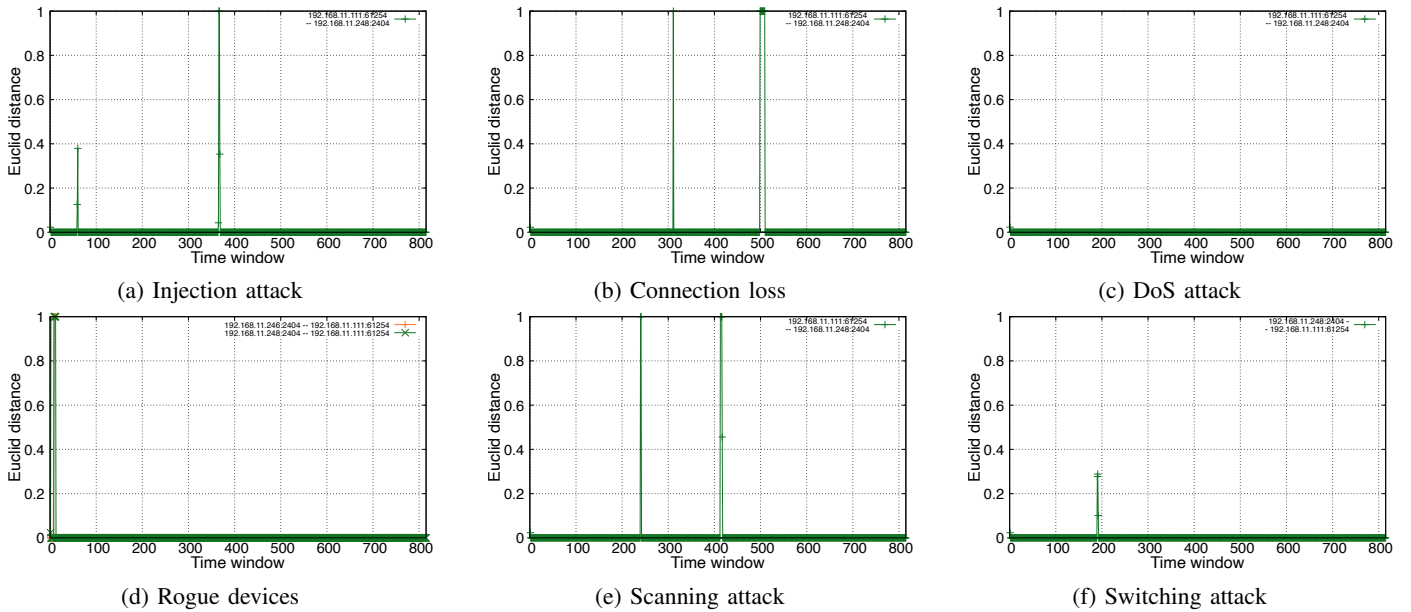 192.168.11.111:61254
-- 192.168.11.248:2404
1
0.8
0.6
0.4
0.2
0
Euclid distance
0 100 200 300 400 500 600 700 800
Time window
(a) Injection attack
192.168.11.111:61254
-- 192.168.11.248:2404
1
0.8
0.6
0.4
0.2
0
Euclid distance
0 100 200 300 400 500 600 700 800
Time window
(b) Connection loss
192.168.11.111:61254
-- 192.168.11.248:2404
1
0.8
0.6
0.4
0.2
0
Euclid distance
0 100 200 300 400 500 600 700 800
Time window
(c) DoS attack
192.168.11.246:2404 -- 192.168.11.111:61254
192.168.11.248:2404 -- 192.168.11.111:61254
1
0.8
0.6
0.4
0.2
0
Euclid distance
0 100 200 300 400 500 600 700 800
Time window
(d) Rogue devices
192.168.11.111:61254
-- 192.168.11.248:2404
1
0.8
0.6
0.4
0.2
0
Euclid distance
0 100 200 300 400 500 600 700 800
Time window
(e) Scanning attack
192.168.11.248:2404 -
- 192.168.11.111:61254
1
0.8
0.6
0.4
0.2
0
Euclid distance
0 100 200 300 400 500 600 700 800
Time window
(f) Switching attack